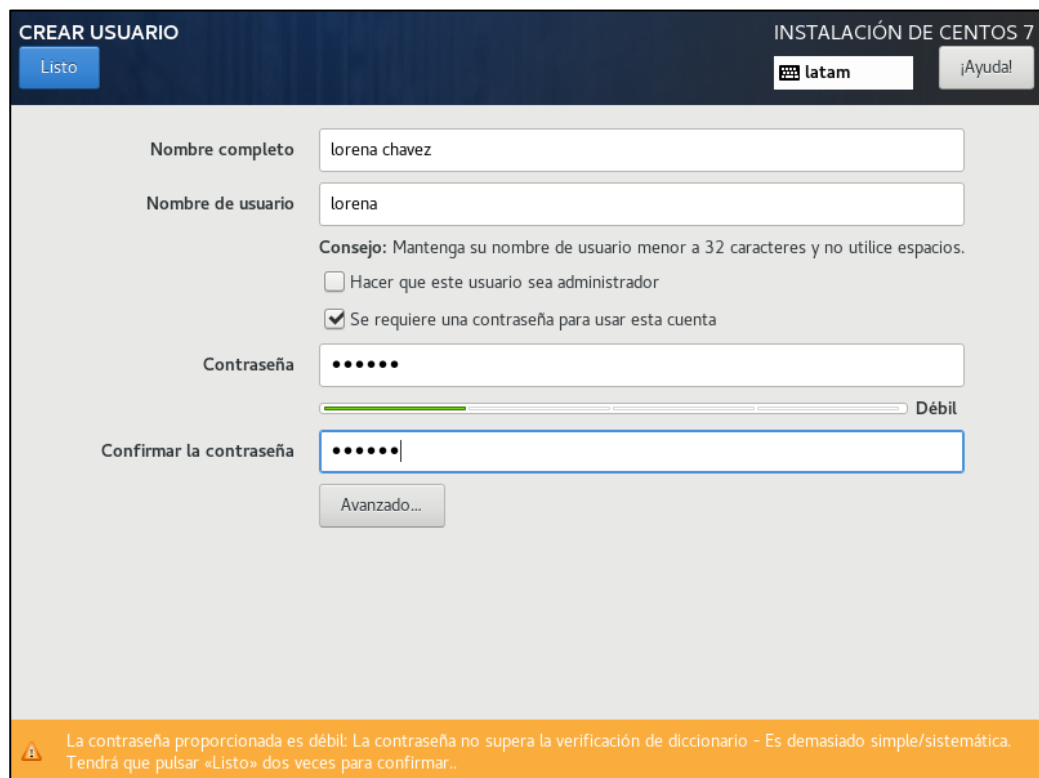 CREAR USUARIO
INSTALACIÓN DE CENTOS 7
Listo
latam
¡Ayuda!
Nombre completo
lorena chavez
Nombre de usuario
lorena
Consejo: Mantenga su nombre de usuario menor a 32 caracteres y no utilice espacios.
Hacer que este usuario sea administrador
Se requiere una contraseña para usar esta cuenta
Contraseña
••••••
Débil
Confirmar la contraseña
••••••
Avanzado...
La contraseña proporcionada es débil: La contraseña no supera la verificación de diccionario - Es demasiado simple/sistemática.
Tendrá que pulsar «Listo» dos veces para confirmar..